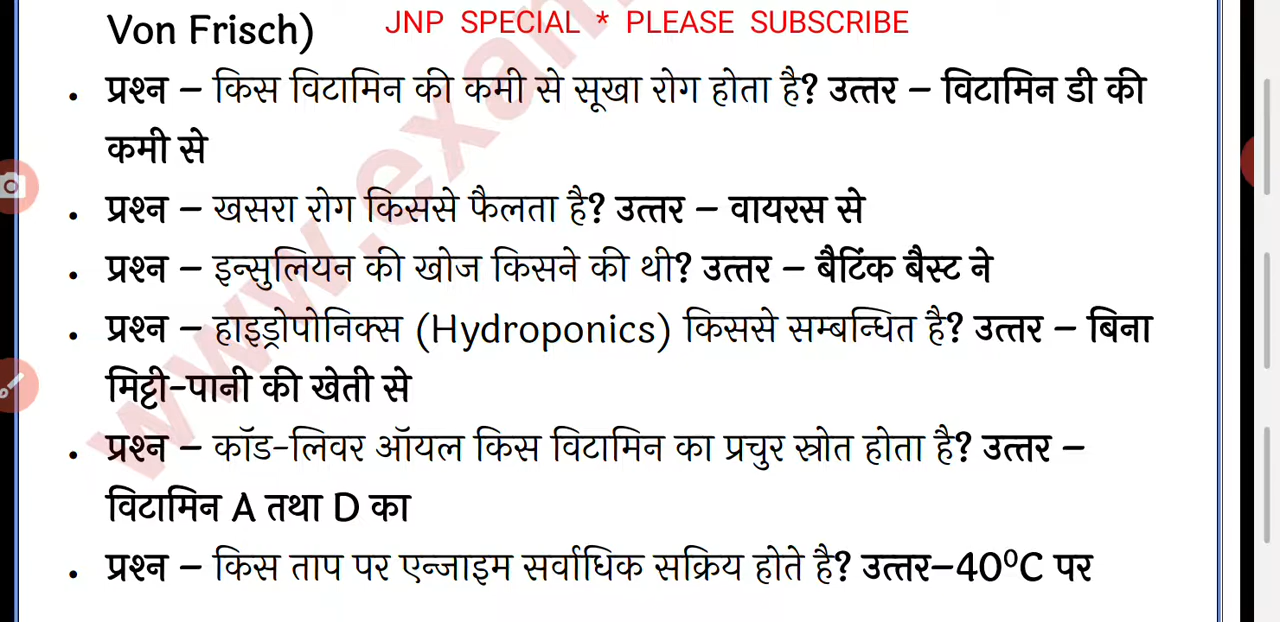 Von Frisch) JNP SPECIAL * PLEASE SUBSCRIBE
• प्रश्न – किस विटामिन की कमी से सूखा रोग होता है? उत्तर – विटामिन डी की
कमी से
• प्रश्न – खसरा रोग किससे फैलता है? उत्तर – वायरस से
• प्रश्न – इन्सुलियन की खोज किसने की थी? उत्तर – बैटिंक बैस्ट ने
• प्रश्न – हाइड्रोपोनिक्स (Hydroponics) किससे सम्बन्धित है? उत्तर – बिना
मिट्टी-पानी की खेती से
• प्रश्न – कॉड-लिवर ऑयल किस विटामिन का प्रचुर स्रोत होता है? उत्तर –
विटामिन A तथा D का
• प्रश्न – किस ताप पर एन्जाइम सर्वाधिक सक्रिय होते है? उत्तर–40⁰C पर
www.exam